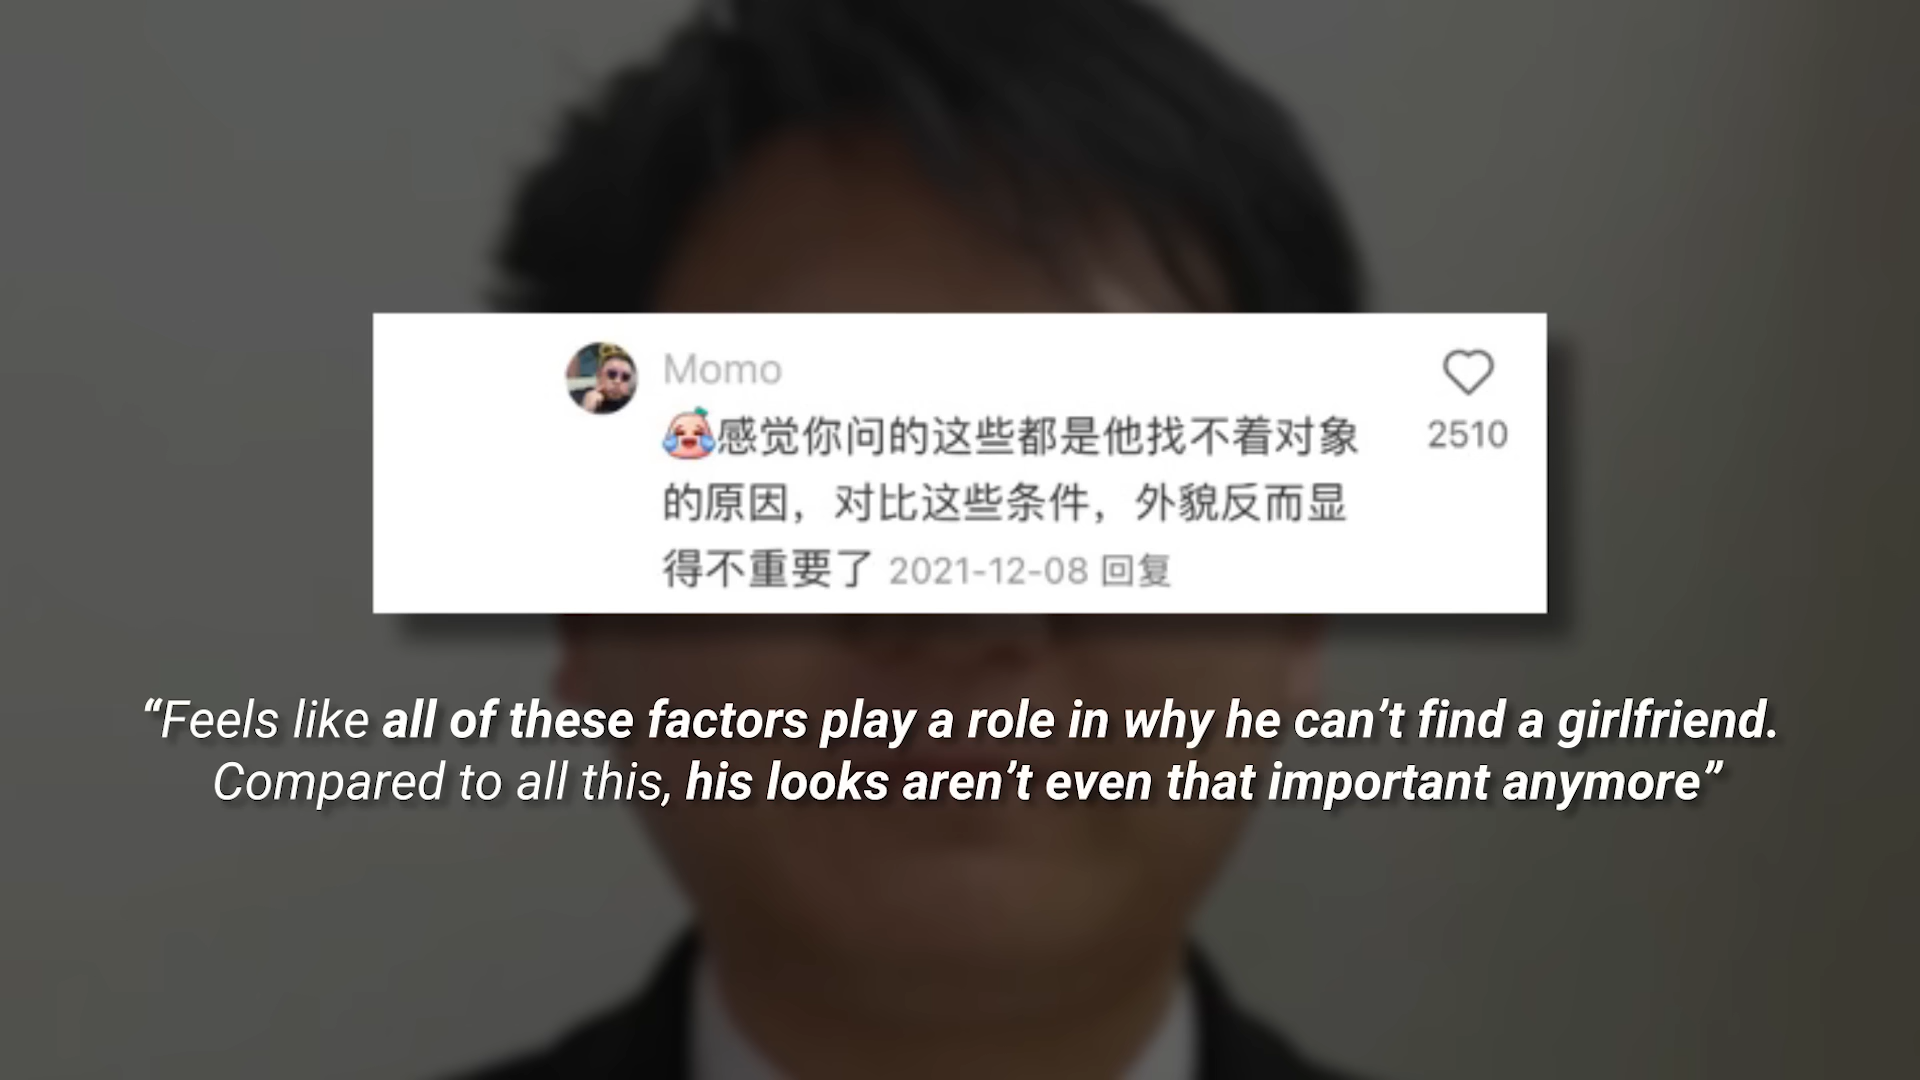 Momo
感觉你问的这些都是他找不着对象
2510
的原因，对比这些条件，外貌反而显
得不重要了 2021-12-08 回复
“Feels like all of these factors play a role in why he can’t find a girlfriend.
Compared to all this, his looks aren’t even that important anymore”